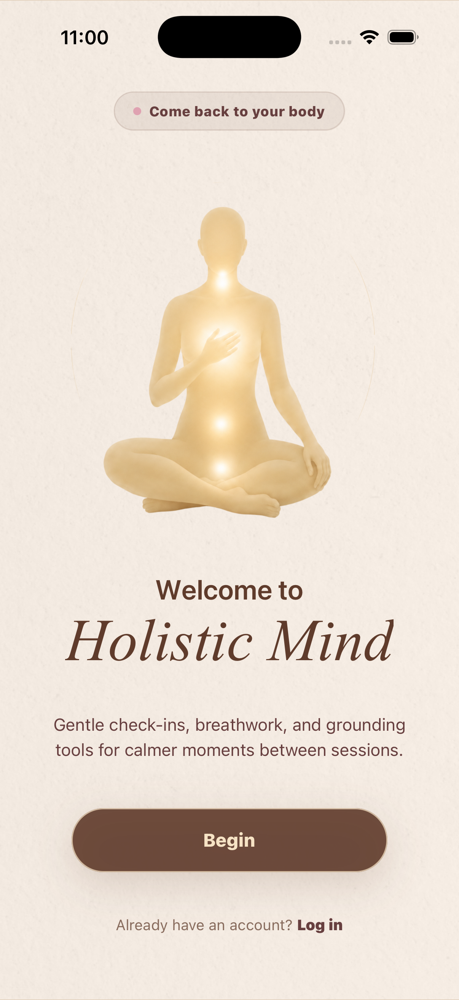 11:00
Come back to your body
Welcome to
Holistic Mind
Gentle check-ins, breathwork, and grounding
tools for calmer moments between sessions.
Begin
Already have an account? Log in